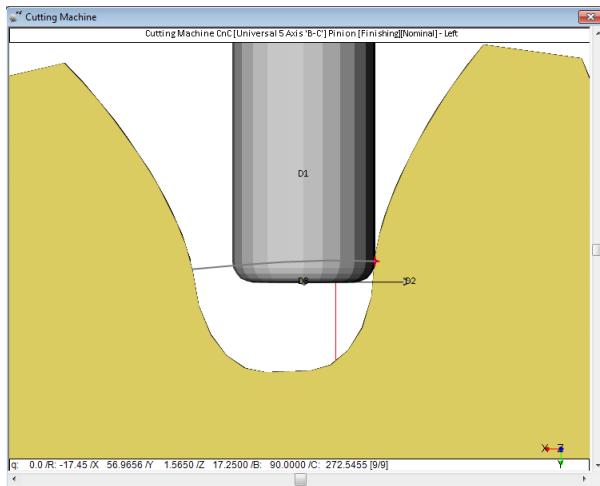 Cutting Machine
Cutting Machine CnC [Universal 5 Axis 'B-C'] Pinion [Finishing][Nominal] - Left
D1
D2
X Z
Y
q: 0.0 /R: -17.45 /X 56.9656 /Y 1.5650 /Z 17.2500 /B: 90.0000 /C: 272.5455 [9/9]